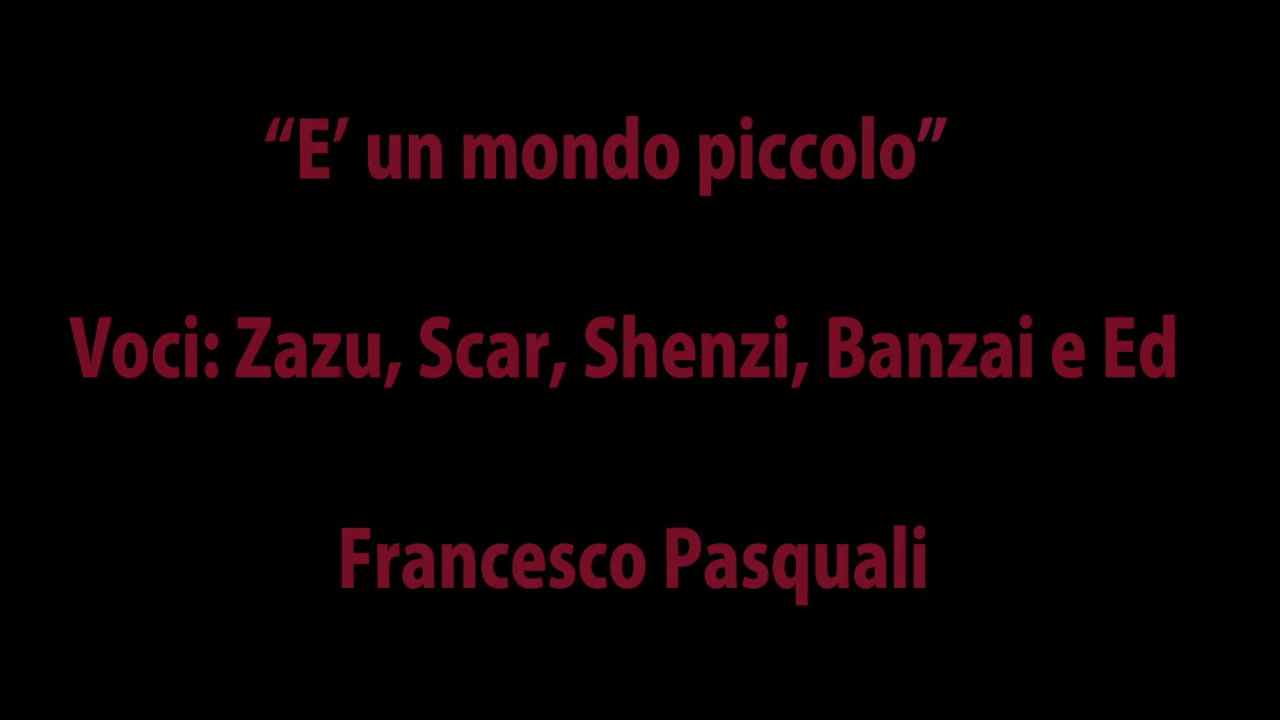 “E’ un mondo piccolo”
Voci: Zazu, Scar, Shenzi, Banzai e Ed
Francesco Pasquali